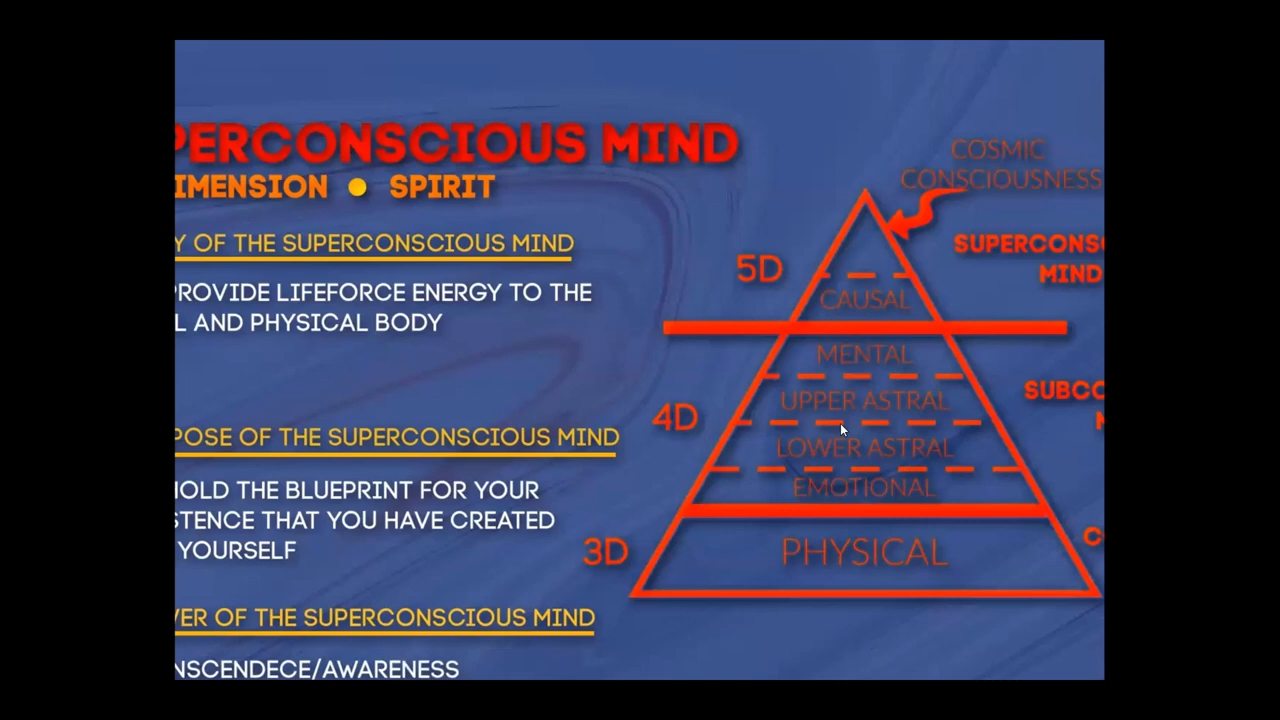 PERCONSCIOUS MIND
IMENSION • SPIRIT
Y OF THE SUPERCONSCIOUS MIND
PROVIDE LIFEFORCE ENERGY TO THE
L AND PHYSICAL BODY
POSE OF THE SUPERCONSCIOUS MIND
HOLD THE BLUEPRINT FOR YOUR
STENCE THAT YOU HAVE CREATED
YOURSELF
VER OF THE SUPERCONSCIOUS MIND
NSCENDECE/AWARENESS
COSMIC
CONSCIOUSNESS
SUPERCONSC
MIND
5D
CAUSAL
MENTAL
SUBCO
UPPER ASTRAL
4D
M
LOWER ASTRAL
EMOTIONAL
C
3D
PHYSICAL